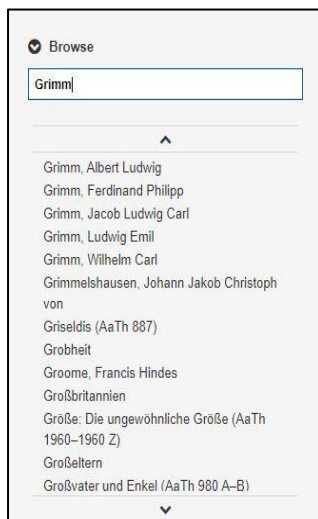 Browse
Grimm
Grimm, Albert Ludwig
Grimm, Ferdinand Philipp
Grimm, Jacob Ludwig Carl
Grimm, Ludwig Emil
Grimm, Wilhelm Carl
Grimmelshausen, Johann Jakob Christoph
von
Griseldis (AaTh 887)
Grobheit
Groome, Francis Hindes
Großbritannien
Größe: Die ungewöhnliche Größe (AaTh
1960–1960 Z)
Großeltern
Großvater und Enkel (AaTh 980 A–B)